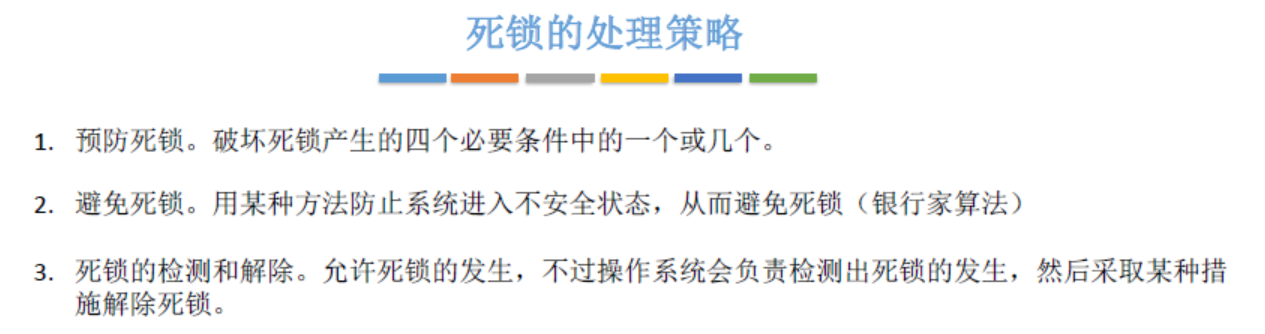 死锁的处理策略
1. 预防死锁。破坏死锁产生的四个必要条件中的一个或几个。
2. 避免死锁。用某种方法防止系统进入不安全状态，从而避免死锁（银行家算法）
3. 死锁的检测和解除。允许死锁的发生，不过操作系统会负责检测出死锁的发生，然后采取某种措
施解除死锁。